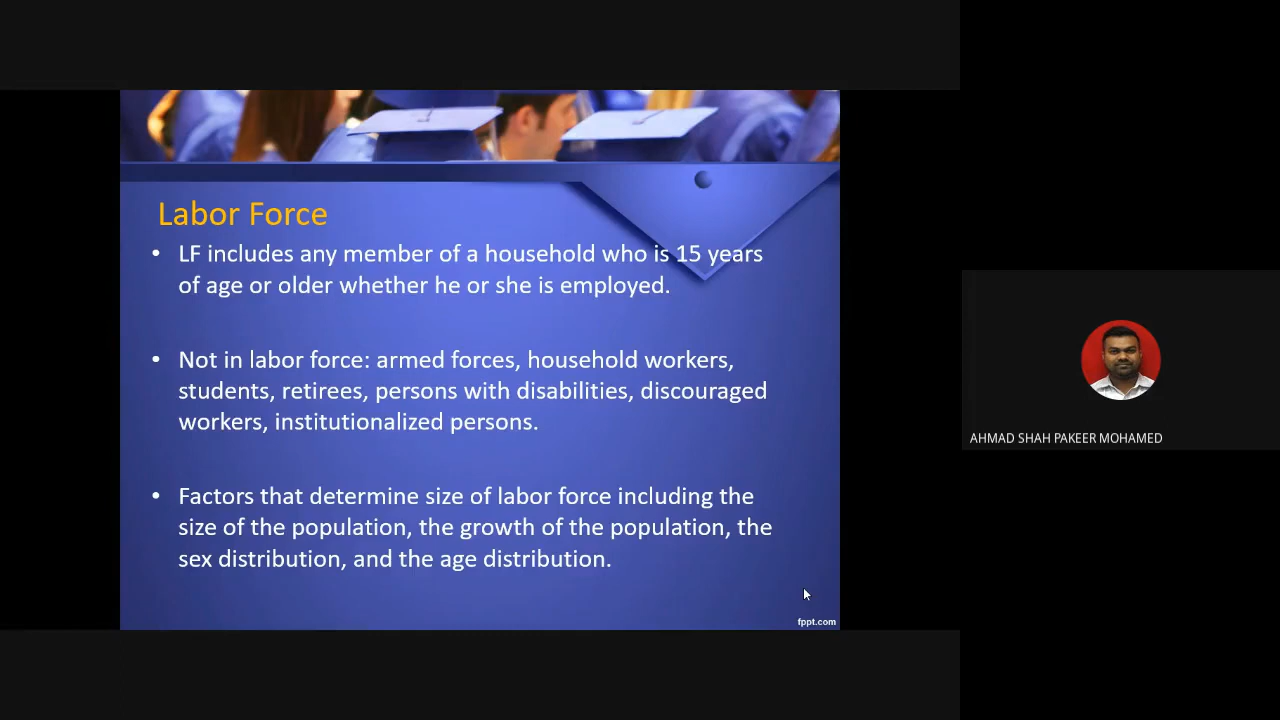 Labor Force
• LF includes any member of a household who is 15 years
of age or older whether he or she is employed.
• Not in labor force: armed forces, household workers,
students, retirees, persons with disabilities, discouraged
workers, institutionalized persons.
• Factors that determine size of labor force including the
size of the population, the growth of the population, the
sex distribution, and the age distribution.
fppt.com
AHMAD SHAH PAKEER MOHAMED